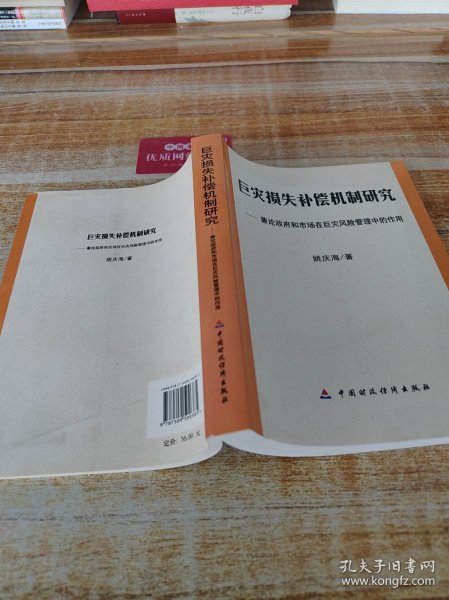 巨灾损失补偿机制研究
——兼论政府和市场在巨灾风险管理中的作用
姚庆海/著
中国财政经济出版社
巨灾损失补偿机制研究
——兼论政府和市场在巨灾风险管理中的作用
中国财政经济出版社
巨灾损失补偿机制研究
——兼论政府和市场在巨灾风险管理中的作用
姚庆海/著
定价: 56.00 元
优质网
孔夫子旧书网
www.kongfz.com